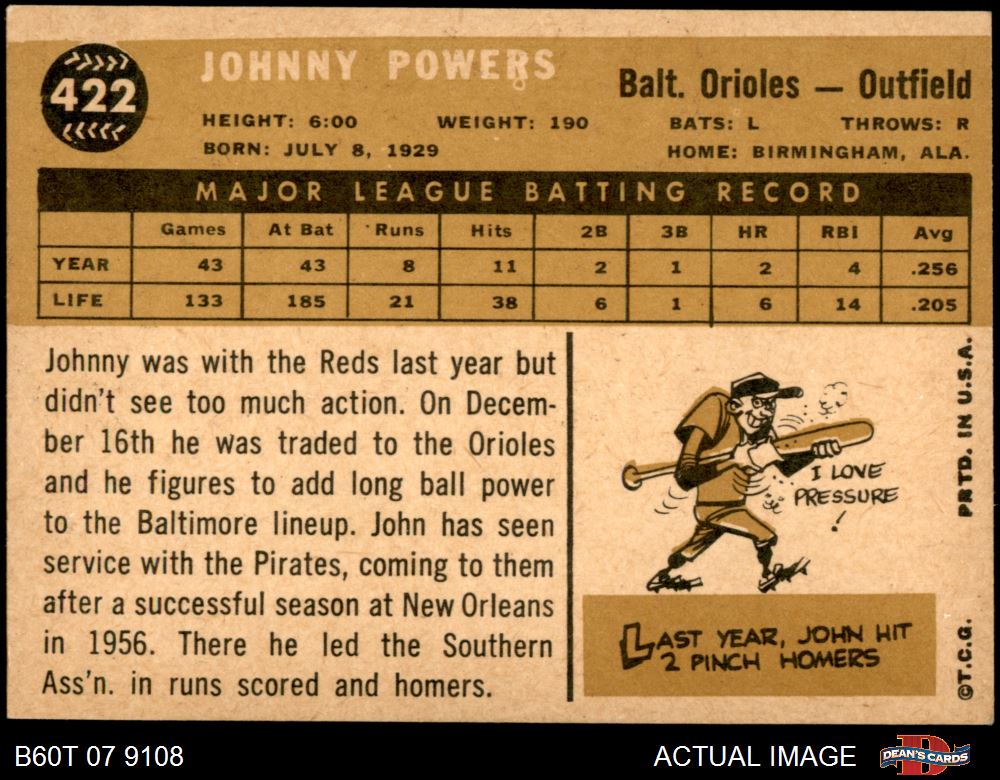 422
JOHNNY POWERS
Balt. Orioles — Outfield
HEIGHT: 6:00 WEIGHT: 190 BATS: L THROWS: R
BORN: JULY 8, 1929 HOME: BIRMINGHAM, ALA.
MAJOR LEAGUE BATTING RECORD
Games At Bat Runs Hits 2B 3B HR RBI Avg
YEAR 43 43 8 11 2 1 2 4 .256
LIFE 133 185 21 38 6 1 6 14 .205
Johnny was with the Reds last year but
didn't see too much action. On Decem-
ber 16th he was traded to the Orioles
and he figures to add long ball power
to the Baltimore lineup. John has seen
service with the Pirates, coming to them
after a successful season at New Orleans
in 1956. There he led the Southern
Ass'n. in runs scored and homers.
I LOVE
PRESSURE
!
LAST YEAR, JOHN HIT
2 PINCH HOMERS
©T.C.G. PRTD. IN U.S.A.
B60T 07 9108 ACTUAL IMAGE DEAN'S CARDS